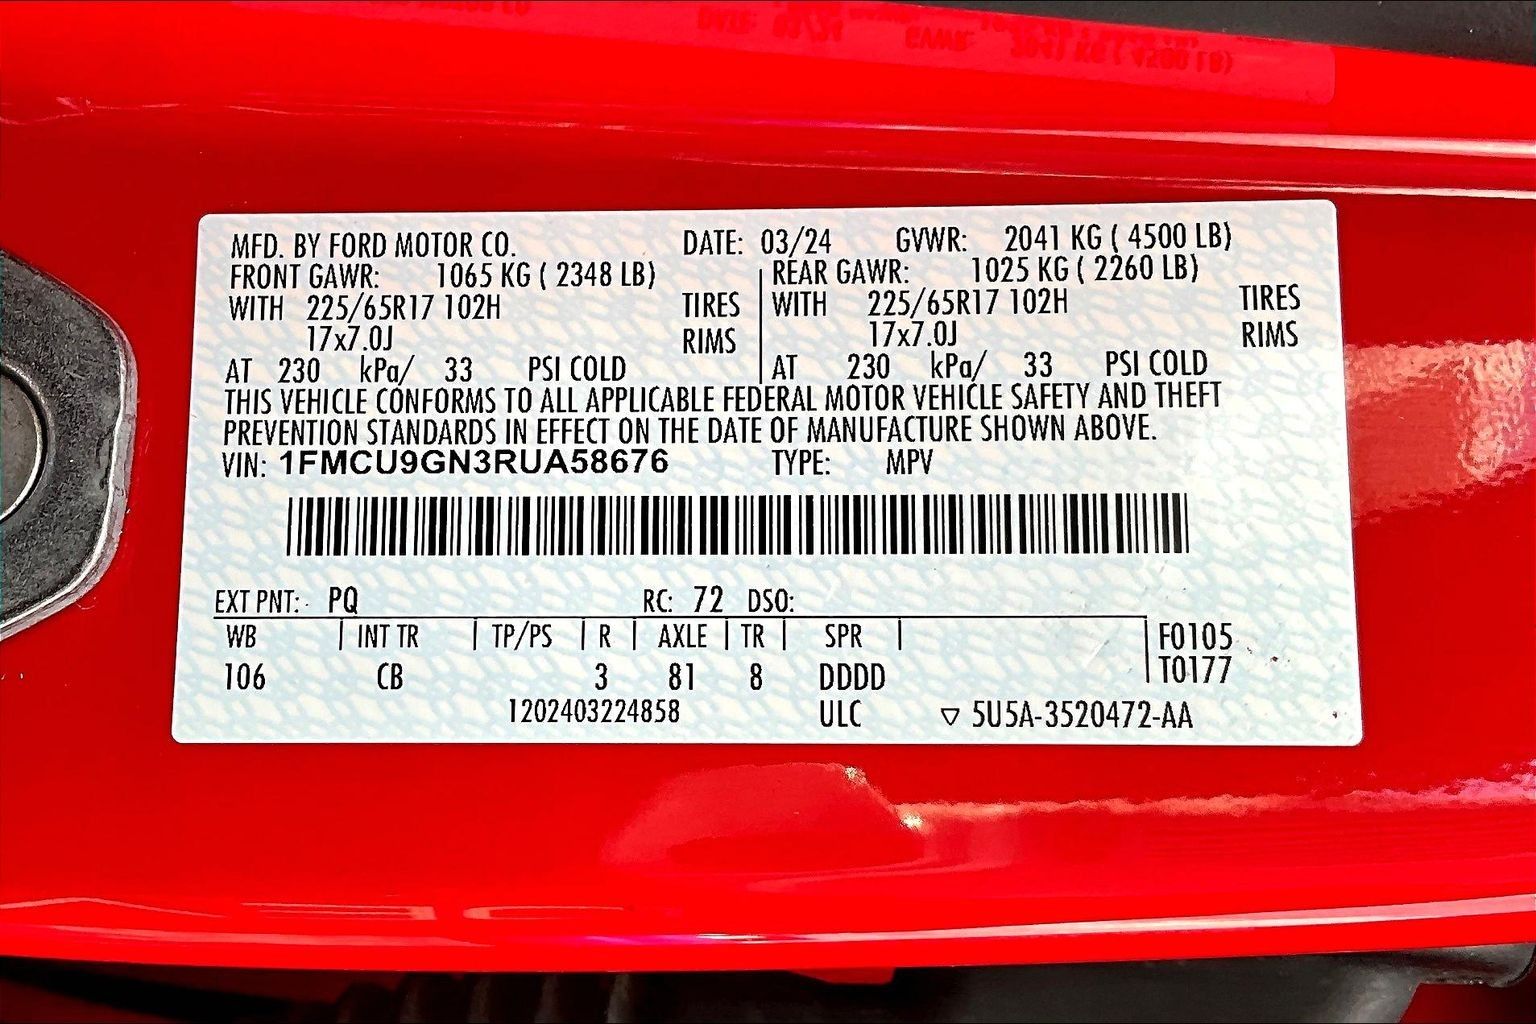 MFD. BY FORD MOTOR CO. DATE: 03/24 GVWR: 2041 KG ( 4500 LB)
FRONT GAWR: 1065 KG ( 2348 LB) REAR GAWR: 1025 KG ( 2260 LB)
WITH 225/65R17 102H TIRES WITH 225/65R17 102H TIRES
17x7.0J RIMS 17x7.0J RIMS
AT 230 kPa/ 33 PSI COLD AT 230 kPa/ 33 PSI COLD
THIS VEHICLE CONFORMS TO ALL APPLICABLE FEDERAL MOTOR VEHICLE SAFETY AND THEFT
PREVENTION STANDARDS IN EFFECT ON THE DATE OF MANUFACTURE SHOWN ABOVE.
VIN: 1FMCU9GN3RUA58676 TYPE: MPV
EXT PNT: PQ RC: 72 DSO:
WB INT TR TP/PS R AXLE TR SPR F0105
106 CB 3 81 8 DDDD T0177
1202403224858 ULC ▽ 5U5A-3520472-AA